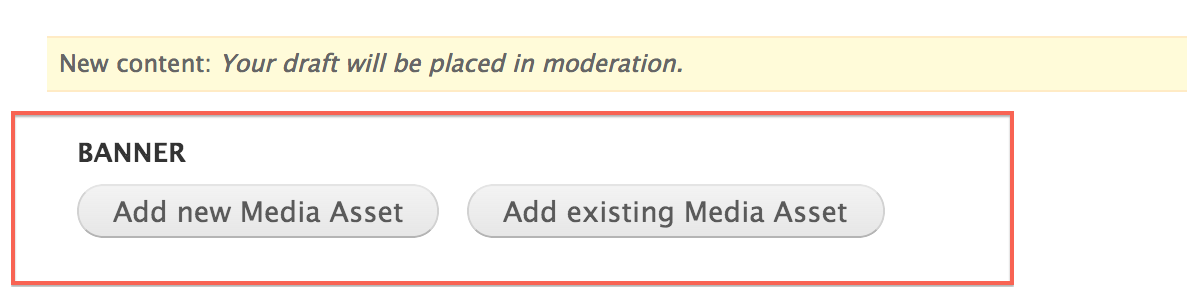 New content: Your draft will be placed in moderation.
BANNER
Add new Media Asset Add existing Media Asset